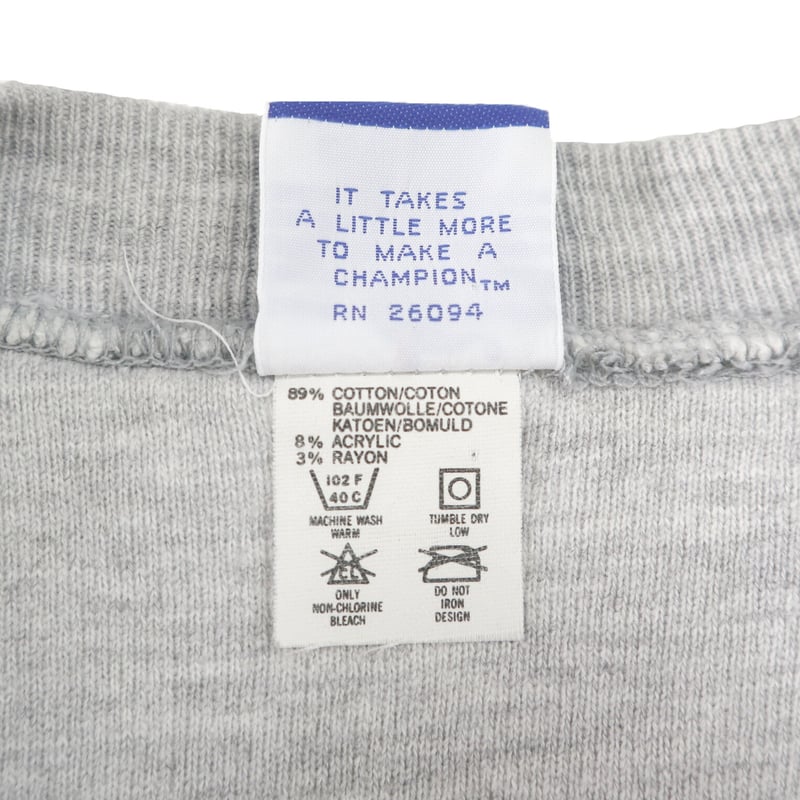 IT TAKES
A LITTLE MORE
TO MAKE A
CHAMPION™
RN 26094
89% COTTON/COTON
BAUMWOLLE/COTONE
KATOEN/BOMULD
8% ACRYLIC
3% RAYON
102 F
40 C
MACHINE WASH
WARM
TUMBLE DRY
LOW
CL
ONLY
NON-CHLORINE
BLEACH
DO NOT
IRON
DESIGN